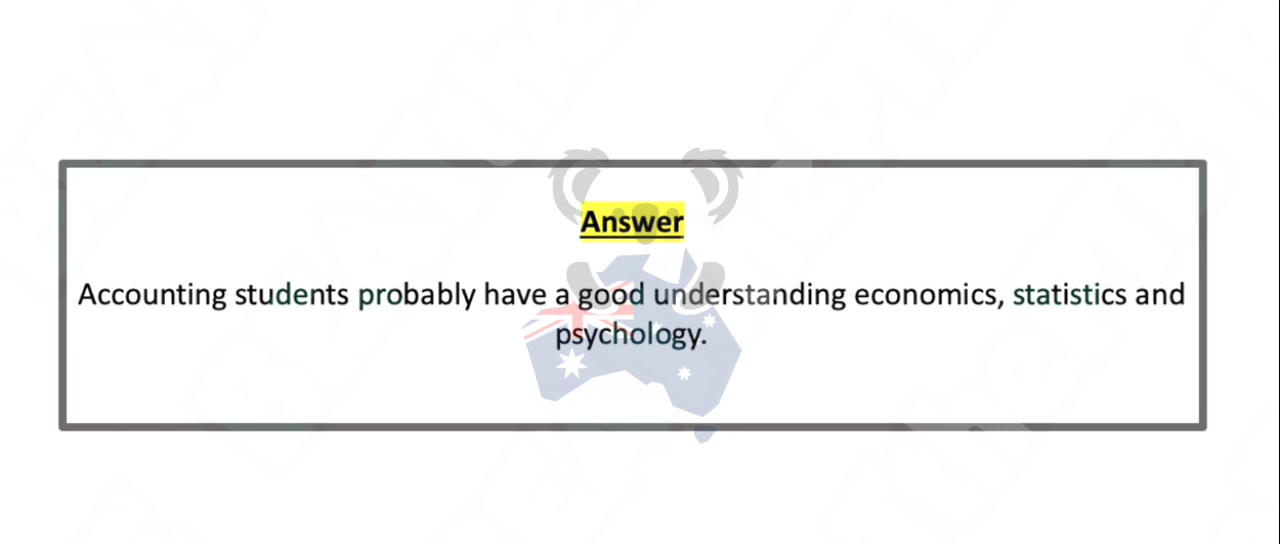 Answer
Accounting students probably have a good understanding economics, statistics and
psychology.